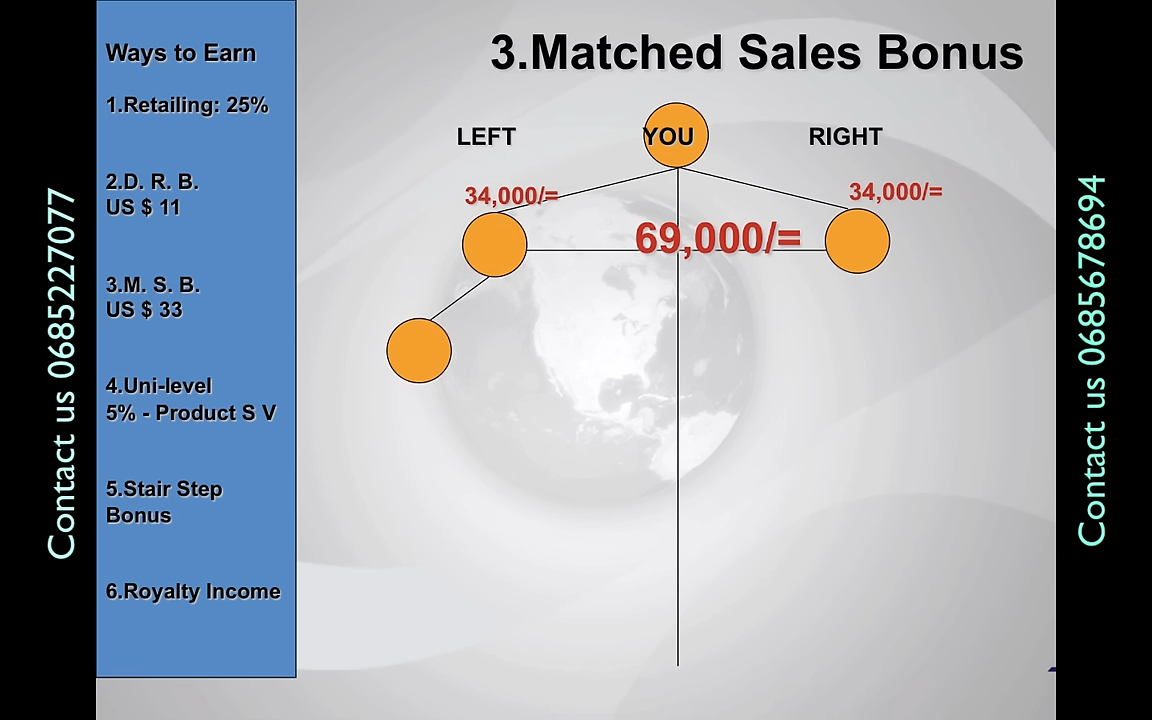 Contact us 0685227077
Ways to Earn
1.Retailing: 25%
2.D. R. B.
US $ 11
3.M. S. B.
US $ 33
4.Uni-level
5% - Product S V
5.Stair Step
Bonus
6.Royalty Income
3.Matched Sales Bonus
LEFT
YOU
RIGHT
34,000/=
34,000/=
69,000/=
Contact us 0685678694